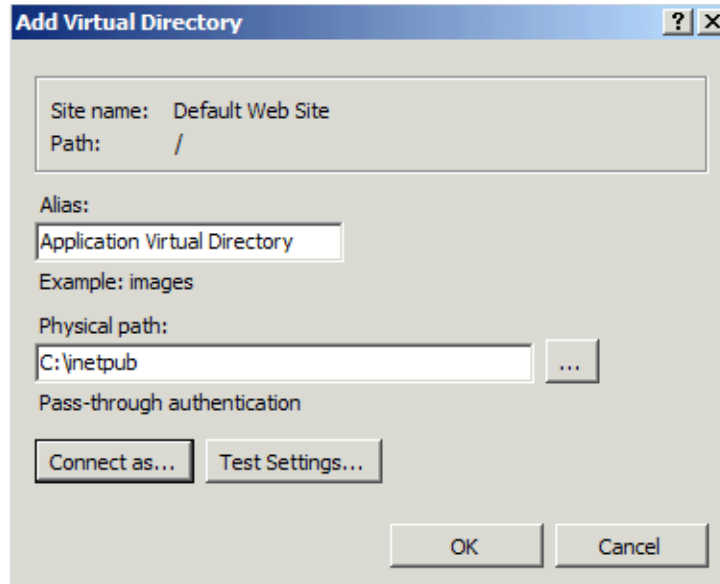 Add Virtual Directory
Site name: Default Web Site
Path: /
Alias:
Application Virtual Directory
Example: images
Physical path:
C:\inetpub
...
Pass-through authentication
Connect as... Test Settings...
OK Cancel